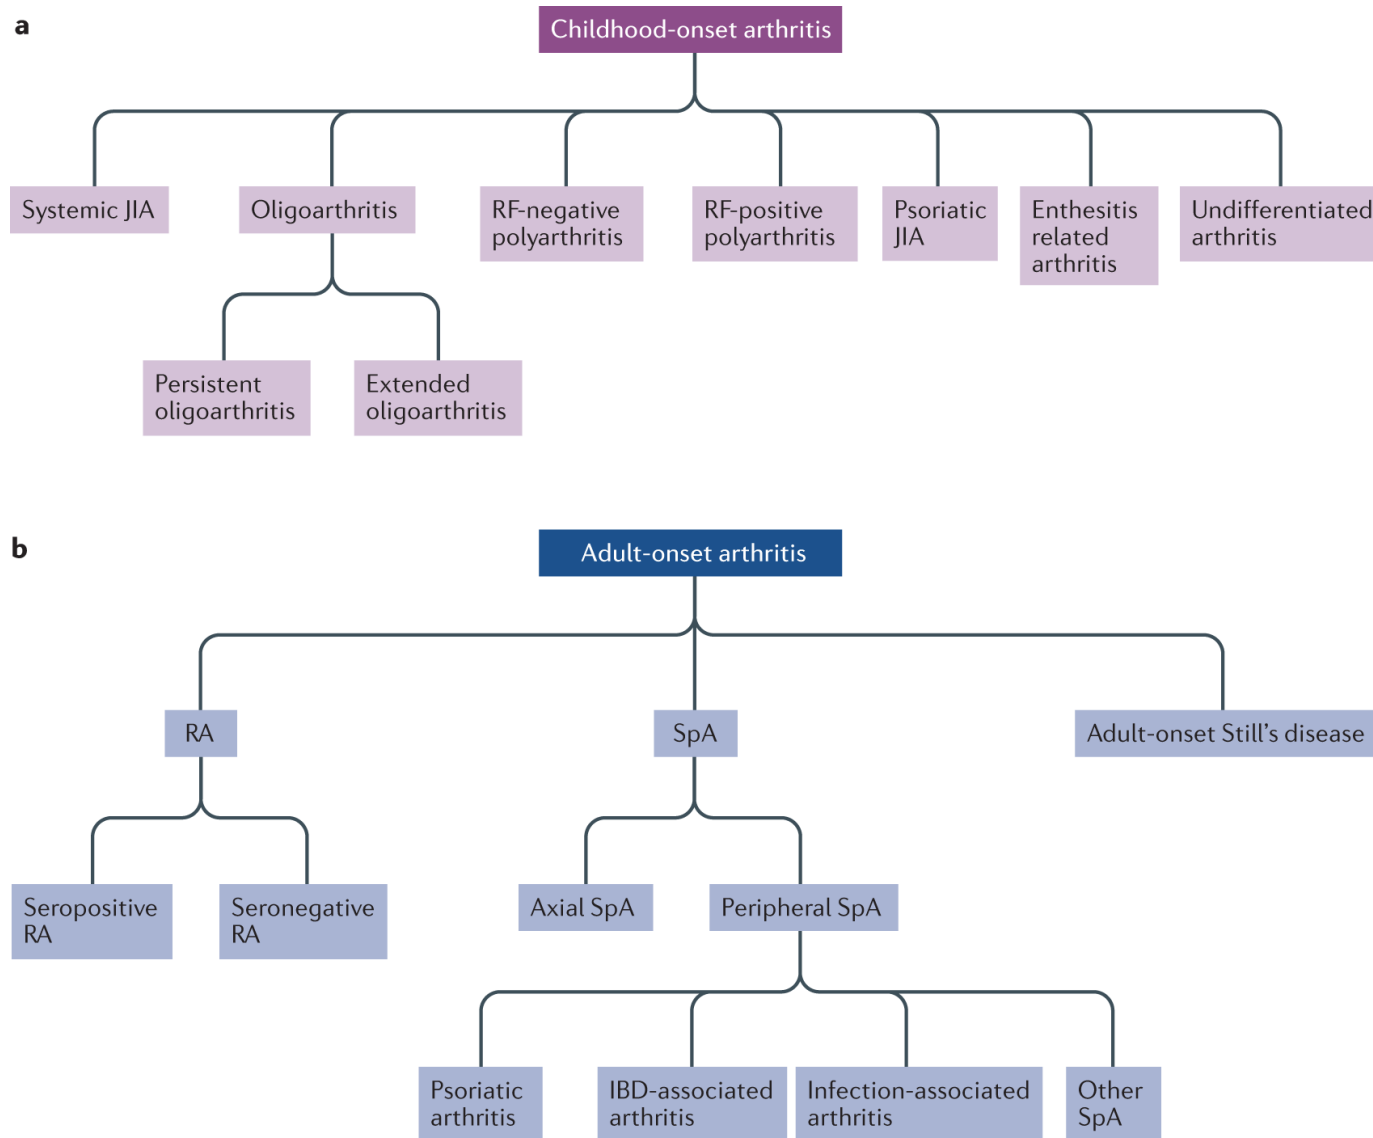 a
Childhood-onset arthritis
Systemic JIA
Oligoarthritis
RF-negative
polyarthritis
RF-positive
polyarthritis
Psoriatic
JIA
Enthesitis
related
arthritis
Undifferentiated
arthritis
Persistent
oligoarthritis
Extended
oligoarthritis
b
Adult-onset arthritis
RA
SpA
Adult-onset Still’s disease
Seropositive
RA
Seronegative
RA
Axial SpA
Peripheral SpA
Psoriatic
arthritis
IBD-associated
arthritis
Infection-associated
arthritis
Other
SpA